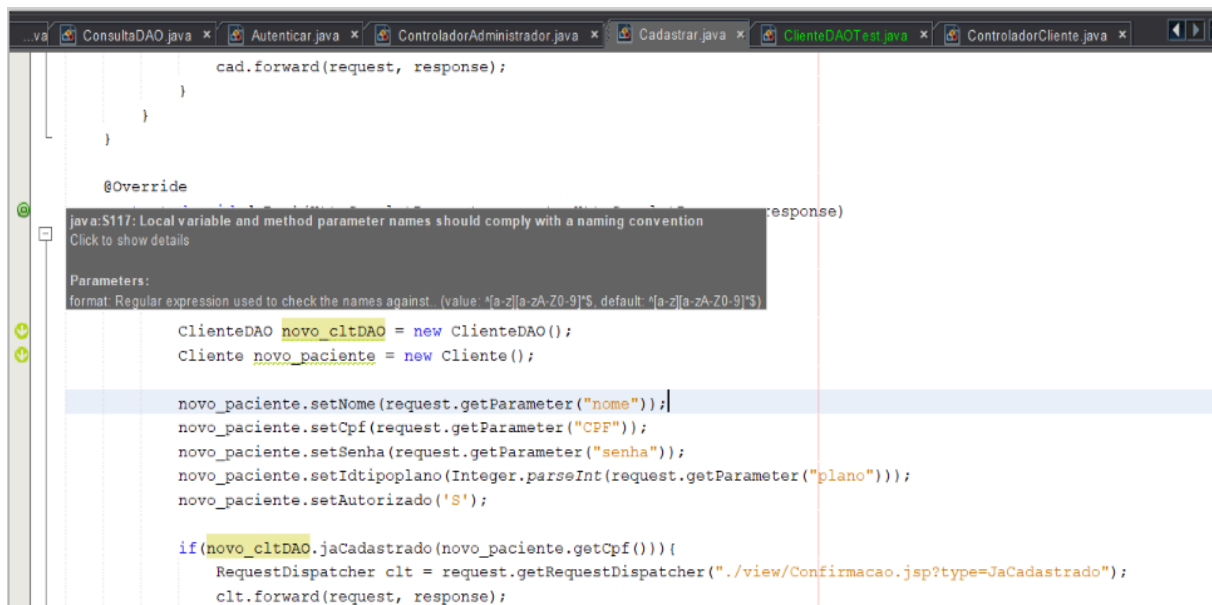 ...va ConsultaDAO.java × Autenticar.java × ControladorAdministrador.java × Cadastrar.java × ClienteDAOTest.java × ControladorCliente.java ×
cad.forward(request, response);
}
}
}
@Override
response)
java:S117: Local variable and method parameter names should comply with a naming convention
Click to show details
Parameters:
format: Regular expression used to check the names against.. (value: ^[a-z][a-zA-Z0-9]*$, default: ^[a-z][a-zA-Z0-9]*$)
ClienteDAO novo_cltDAO = new ClienteDAO();
Cliente novo_paciente = new Cliente();
novo_paciente.setNome(request.getParameter("nome"));
novo_paciente.setCpf(request.getParameter("CPF"));
novo_paciente.setSenha(request.getParameter("senha"));
novo_paciente.setIdtipoplano(Integer.parseInt(request.getParameter("plano")));
novo_paciente.setAutorizado('S');
if(novo_cltDAO.jaCadastrado(novo_paciente.getCpf())){
RequestDispatcher clt = request.getRequestDispatcher("./view/Confirmacao.jsp?type=JaCadastrado");
clt.forward(request, response);